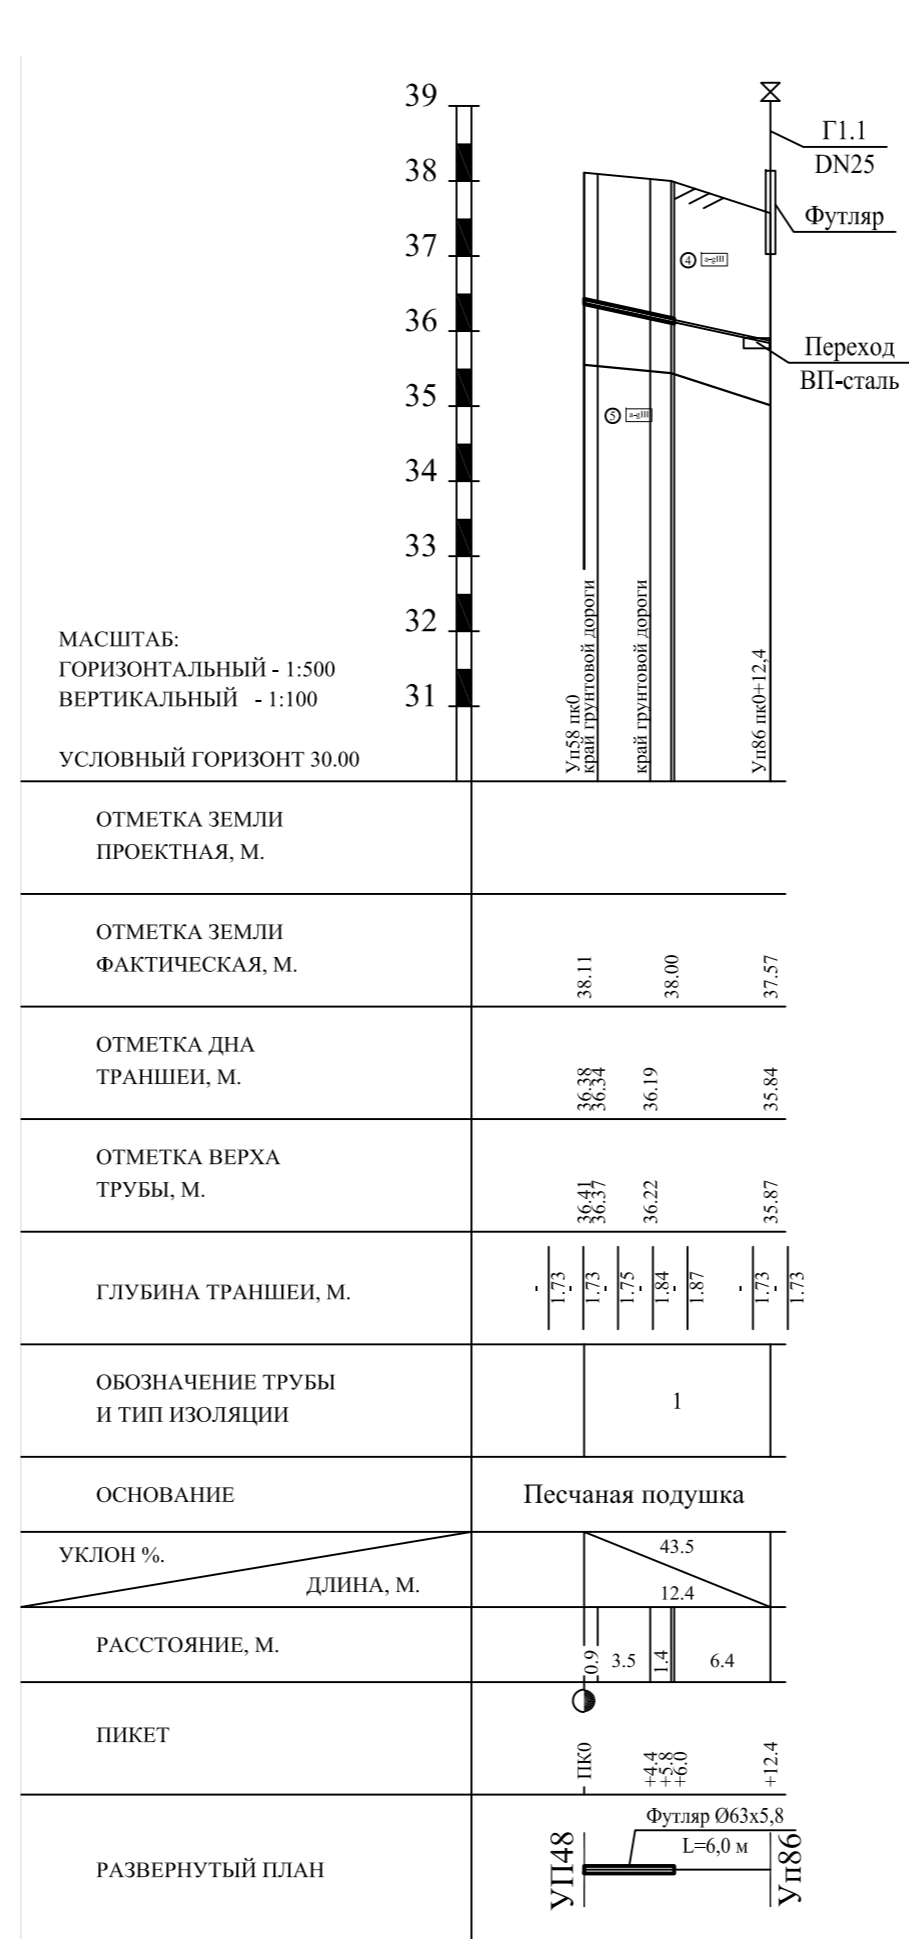 39
38
37
36
35
34
33
32
31
Г1.1
DN25
Футляр
4 a-gIII
Переход
ВП-сталь
5 a-gIII
МАСШТАБ:
ГОРИЗОНТАЛЬНЫЙ - 1:500
ВЕРТИКАЛЬНЫЙ - 1:100
УСЛОВНЫЙ ГОРИЗОНТ 30.00
Уп58 пк0
край грунтовой дороги
край грунтовой дороги
Уп86 пк0+12,4
ОТМЕТКА ЗЕМЛИ
ПРОЕКТНАЯ, М.
ОТМЕТКА ЗЕМЛИ
ФАКТИЧЕСКАЯ, М.
38.11
38.00
37.57
ОТМЕТКА ДНА
ТРАНШЕИ, М.
36.38
36.34
36.19
35.84
ОТМЕТКА ВЕРХА
ТРУБЫ, М.
36.41
36.37
36.22
35.87
ГЛУБИНА ТРАНШЕИ, М.
- 1.73
- 1.73
- 1.75
- 1.84
- 1.87
- 1.73
- 1.73
ОБОЗНАЧЕНИЕ ТРУБЫ
И ТИП ИЗОЛЯЦИИ
1
ОСНОВАНИЕ
Песчаная подушка
УКЛОН %.
ДЛИНА, М.
43.5
12.4
РАССТОЯНИЕ, М.
0.9
3.5
1.4
6.4
ПИКЕТ
ПК0
+4.4
+5.8
+6.0
+12.4
РАЗВЕРНУТЫЙ ПЛАН
УП48
Футляр Ø63х5,8
L=6,0 м
Уп86